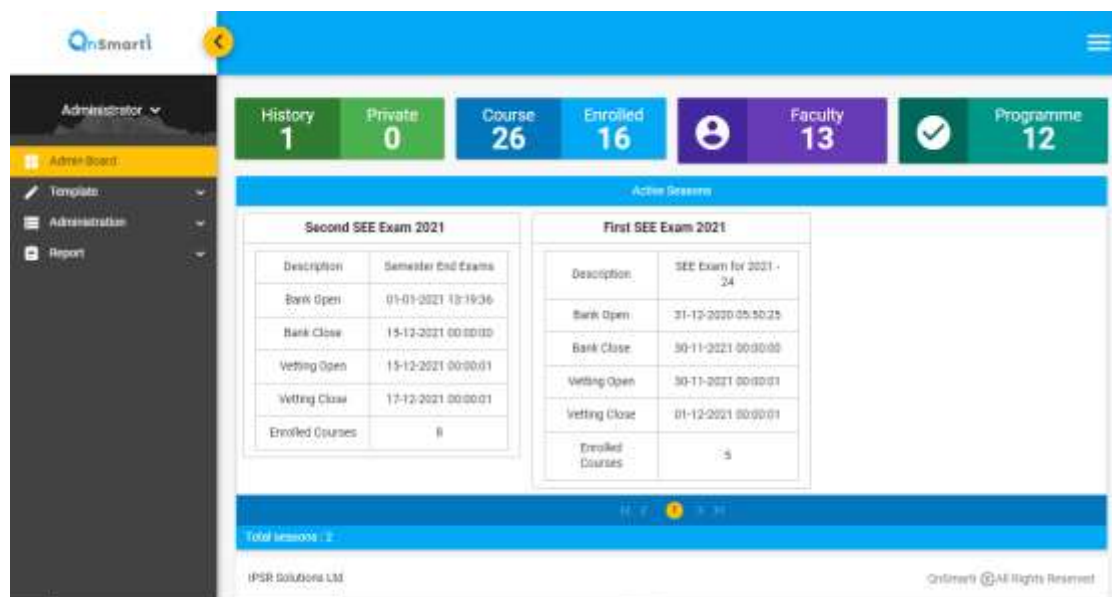 QnSmarti
Administrator
Admin Board
Template
Administration
Report
History
1
Private
0
Course
26
Enrolled
16
Faculty
13
Programme
12
Active Sessions
Second SEE Exam 2021
Description Semester End Exams
Bank Open 01-01-2021 13:19:36
Bank Close 15-12-2021 00:00:00
Vetting Open 15-12-2021 00:00:01
Vetting Close 17-12-2021 00:00:01
Enrolled Courses
First SEE Exam 2021
Description SEE Exam for 2021 -
24
Bank Open 31-12-2020 05:50:25
Bank Close 30-11-2021 00:00:00
Vetting Open 30-11-2021 00:00:01
Vetting Close 01-12-2021 00:00:01
Enrolled
Courses 5
1
Total sessions : 2
IPSR Solutions Ltd
QnSmarti © All Rights Reserved